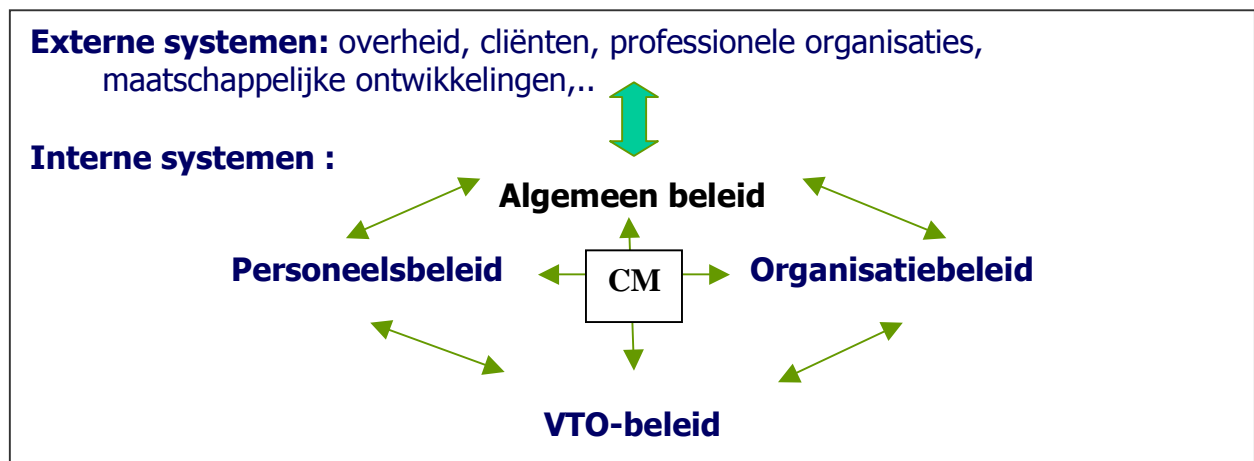 Externe systemen: overheid, cliënten, professionele organisaties,
maatschappelijke ontwikkelingen,..
Interne systemen :
Algemeen beleid
Personeelsbeleid
CM
Organisatiebeleid
VTO-beleid